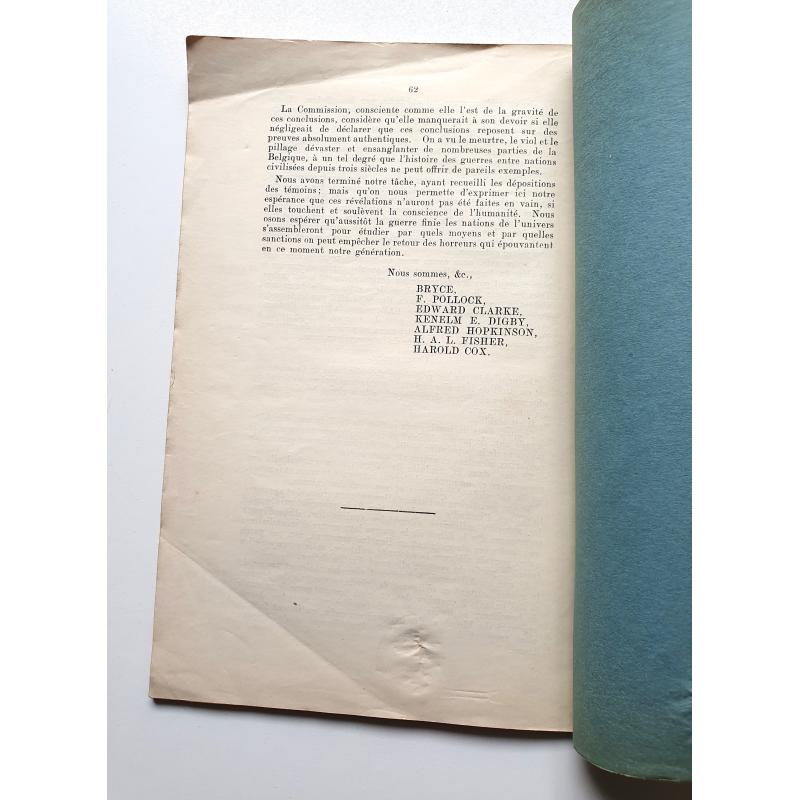 62
La Commission, consciente comme elle l'est de la gravité de
ces conclusions, considère qu'elle manquerait à son devoir si elle
négligeait de déclarer que ces conclusions reposent sur des
preuves absolument authentiques. On a vu le meurtre, le viol et le
pillage dévaster et ensanglanter de nombreuses parties de la
Belgique, à un tel degré que l'histoire des guerres entre nations
civilisées depuis trois siècles ne peut offrir de pareils exemples.
Nous avons terminé notre tâche, ayant recueilli les dépositions
des témoins; mais qu'on nous permette d'exprimer ici notre
espérance que ces révélations n'auront pas été faites en vain, si
elles touchent et soulèvent la conscience de l'humanité. Nous
osons espérer qu'aussitôt la guerre finie les nations de l'univers
s'assembleront pour étudier par quels moyens et par quelles
sanctions on peut empêcher le retour des horreurs qui épouvantent
en ce moment notre génération.
Nous sommes, &c.,
BRYCE,
F. POLLOCK,
EDWARD CLARKE,
KENELM E. DIGBY,
ALFRED HOPKINSON,
H. A. L. FISHER,
HAROLD COX.